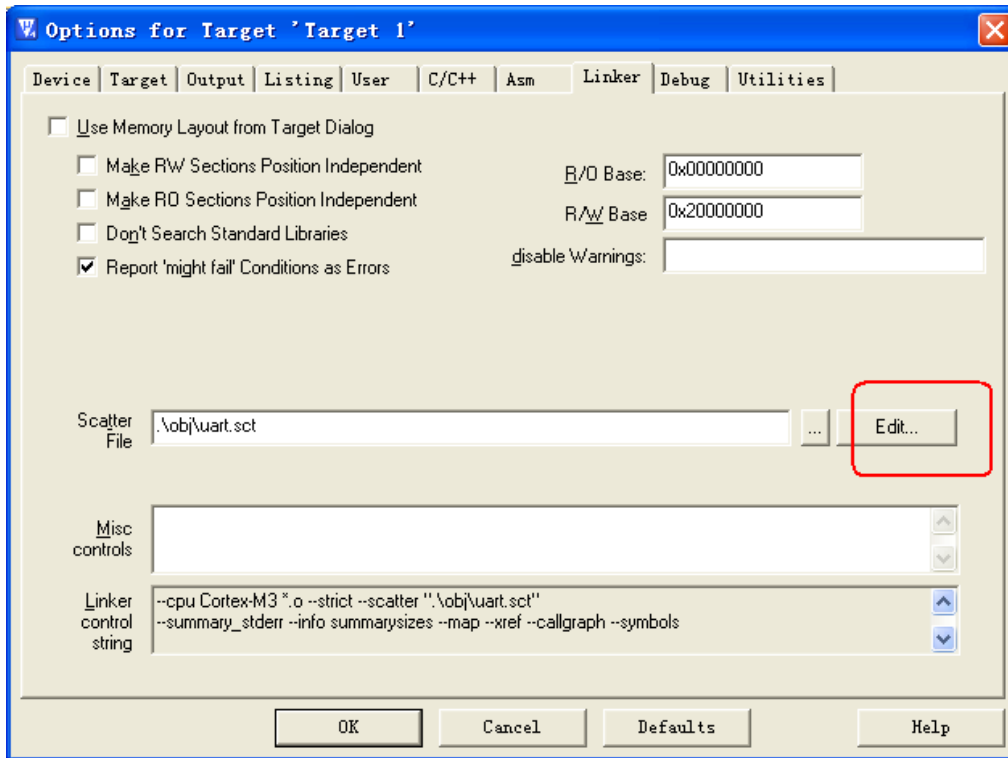 Options for Target 'Target 1'
Device Target Output Listing User C/C++ Asm Linker Debug Utilities
Use Memory Layout from Target Dialog
Make RW Sections Position Independent
Make RO Sections Position Independent
Don't Search Standard Libraries
Report 'might fail' Conditions as Errors
R/O Base: 0x00000000
R/W Base 0x20000000
disable Warnings:
Scatter
File
.\obj\uart.sct
...
Edit...
Misc
controls
Linker
control
string
--cpu Cortex-M3 *.o --strict --scatter ".\obj\uart.sct"
--summary_stderr --info summarysizes --map --xref --callgraph --symbols
OK Cancel Defaults Help